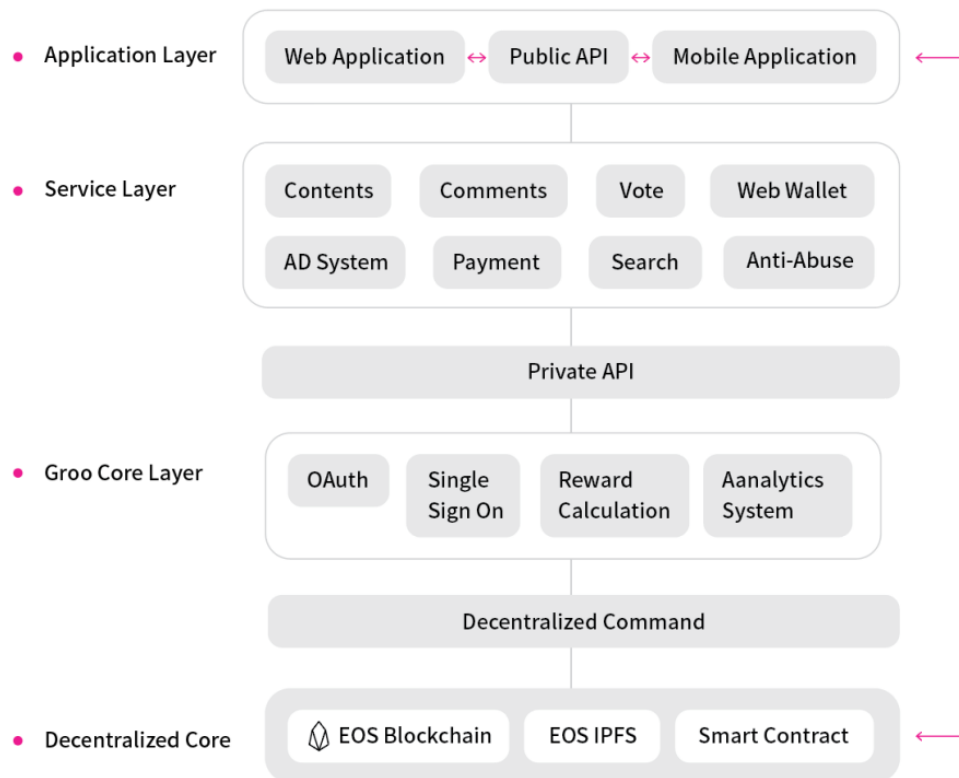 Application Layer
Web Application
Public API
Mobile Application
Service Layer
Contents
Comments
Vote
Web Wallet
AD System
Payment
Search
Anti-Abuse
Private API
Groo Core Layer
OAuth
Single
Sign On
Reward
Calculation
Aanalytics
System
Decentralized Command
Decentralized Core
EOS Blockchain
EOS IPFS
Smart Contract